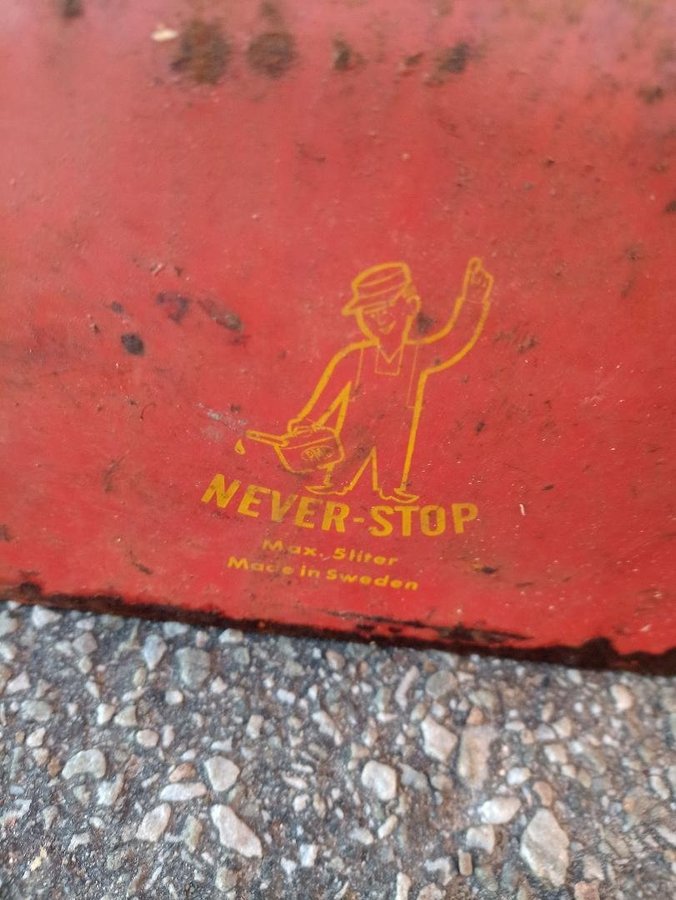 NEVER-STOP
Max. 5liter
Made in Sweden